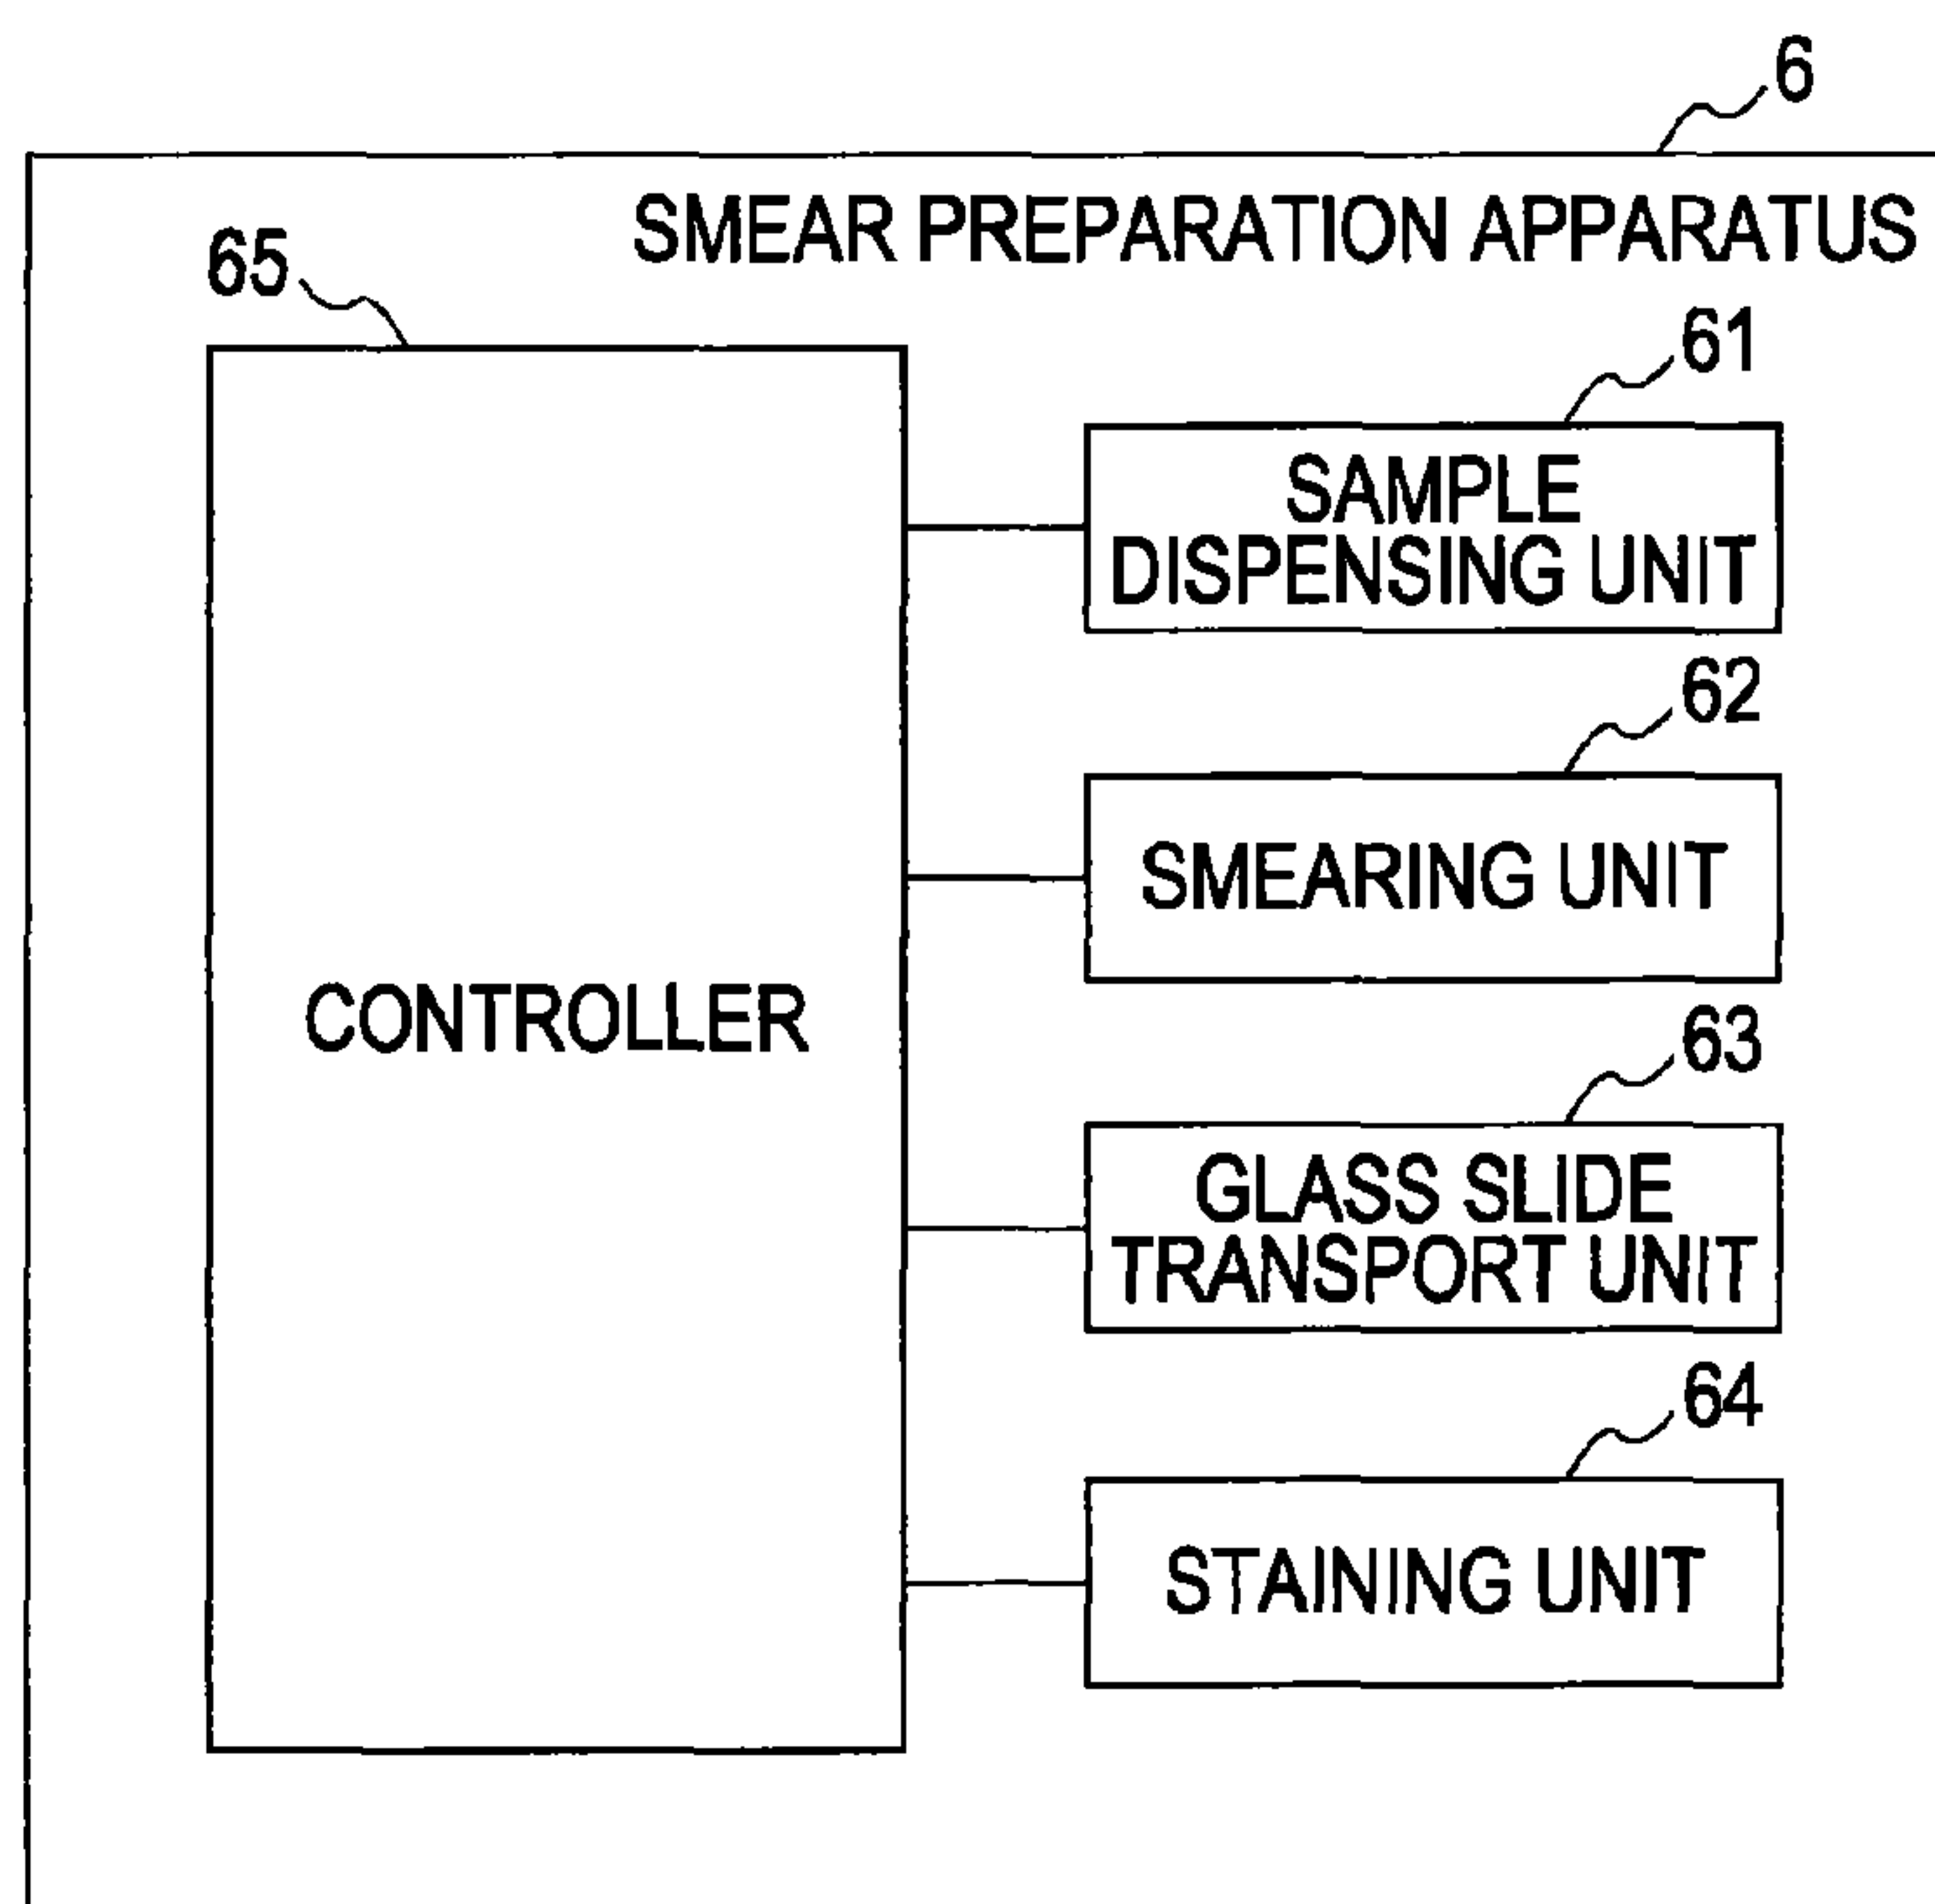 6
SMEAR PREPARATION APPARATUS
65
61
SAMPLE
DISPENSING UNIT
62
SMEARING UNIT
CONTROLLER
63
GLASS SLIDE
TRANSPORT UNIT
64
STAINING UNIT